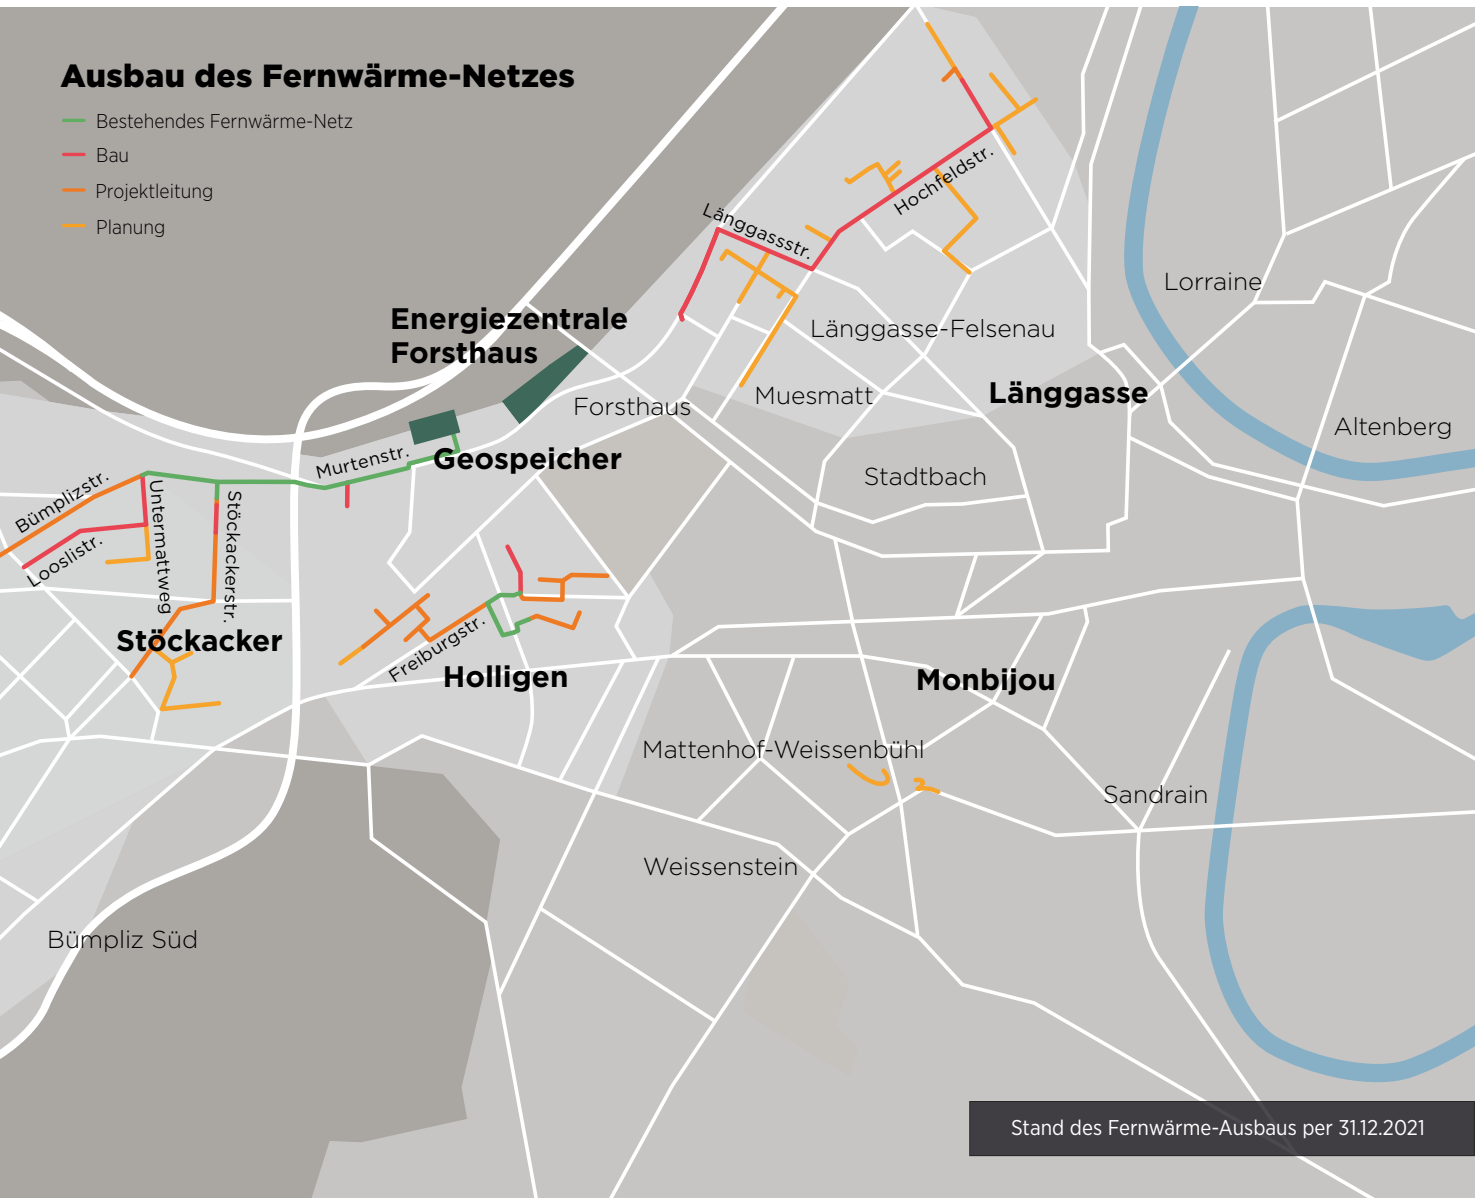 Ausbau des Fernwärme-Netzes
Bestehendes Fernwärme-Netz
Bau
Projektleitung
Planung
Hochfeldstr.
Länggassstr.
Lorraine
Energiezentrale
Forsthaus
Länggasse-Felsenau
Muesmatt
Länggasse
Forsthaus
Altenberg
Murtenstr.
Geospeicher
Stadtbach
Bümplizstr.
Looslistr.
Untermattweg
Stöckackerstr.
Stöckacker
Freiburgstr.
Holligen
Monbijou
Mattenhof-Weissenbühl
Sandrain
Weissenstein
Bümpliz Süd
Stand des Fernwärme-Ausbaus per 31.12.2021